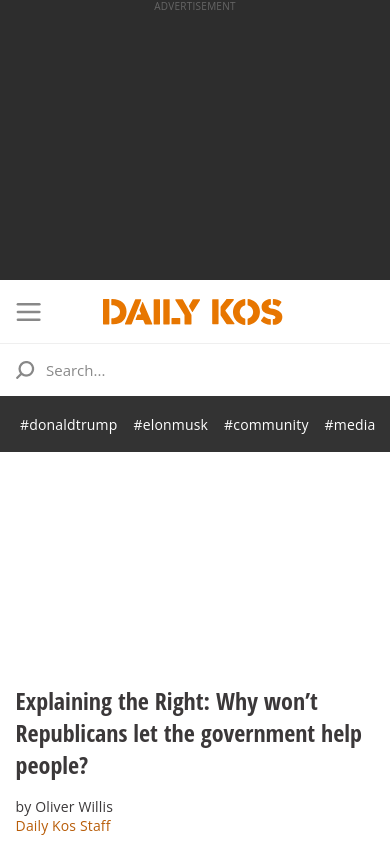 ADVERTISEMENT
DAILY KOS
Search...
#donaldtrump #elonmusk #community #media
Explaining the Right: Why won’t
Republicans let the government help
people?
by Oliver Willis
Daily Kos Staff